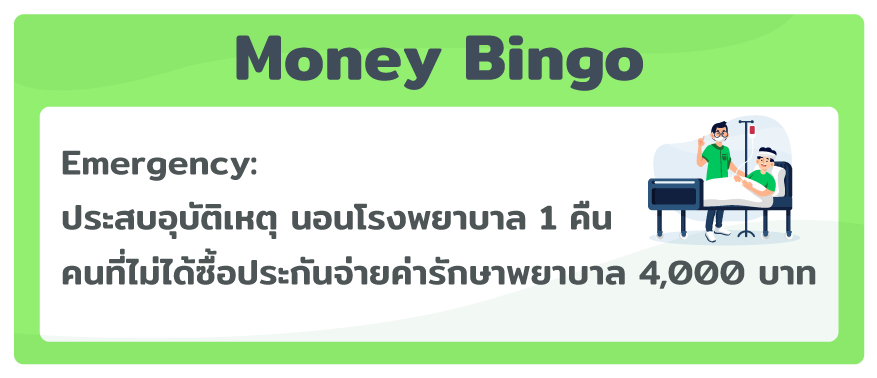 Money Bingo
Emergency:
ประสบอุบัติเหตุ นอนโรงพยาบาล 1 คืน
คนที่ไม่ได้ซื้อประกันจ่ายค่ารักษาพยาบาล 4,000 บาท